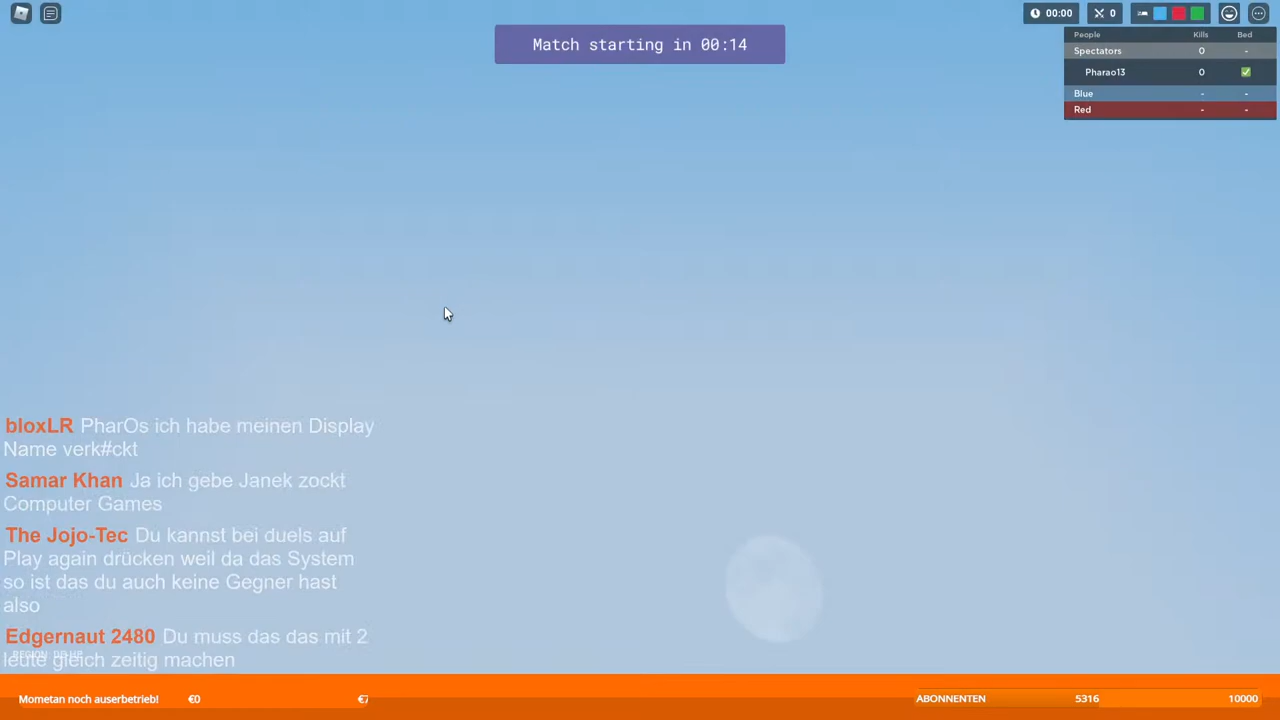 Match starting in 00:14
00:00
0
People Kills Bed
Spectators 0 -
Pharao13 0
Blue - -
Red - -
bloxLR PharOs ich habe meinen Display
Name verk#ckt
Samar Khan Ja ich gebe Janek zockt
Computer Games
The Jojo-Tec Du kannst bei duels auf
Play again drücken weil da das System
so ist das du auch keine Gegner hast
also
Edgernaut 2480 Du muss das das mit 2
leute gleich zeitig machen
REGION:
Mometan noch auserbetrieb! €0 €7
ABONNENTEN 5316 10000